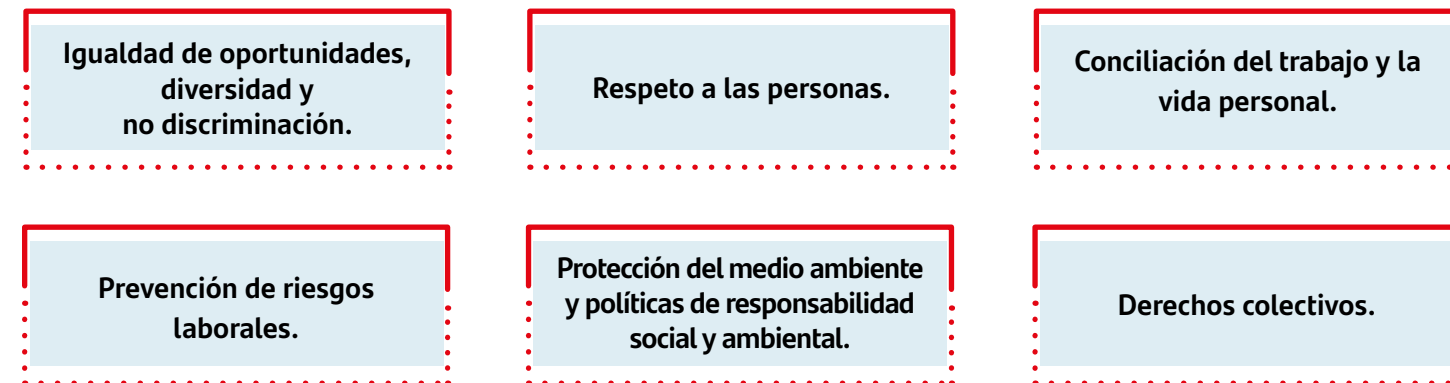 Igualdad de oportunidades,
diversidad y
no discriminación.
Respeto a las personas.
Conciliación del trabajo y la
vida personal.
Prevención de riesgos
laborales.
Protección del medio ambiente
y políticas de responsabilidad
social y ambiental.
Derechos colectivos.